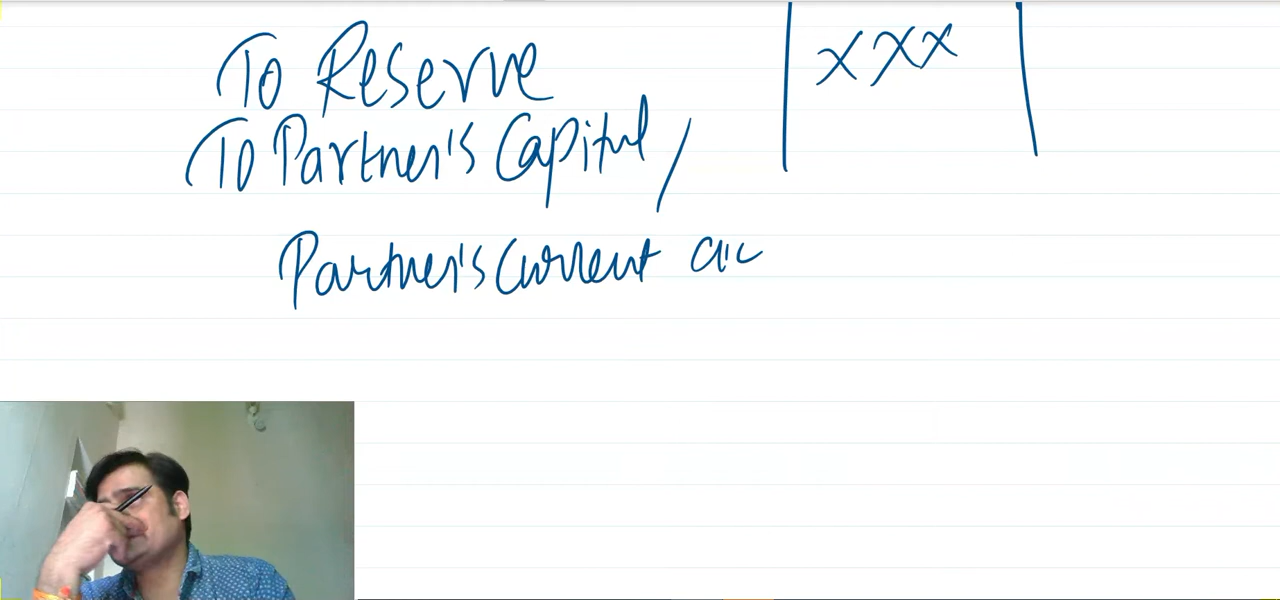 To Reserve xxx
To Partner's Capital/
Partner's Current a/c